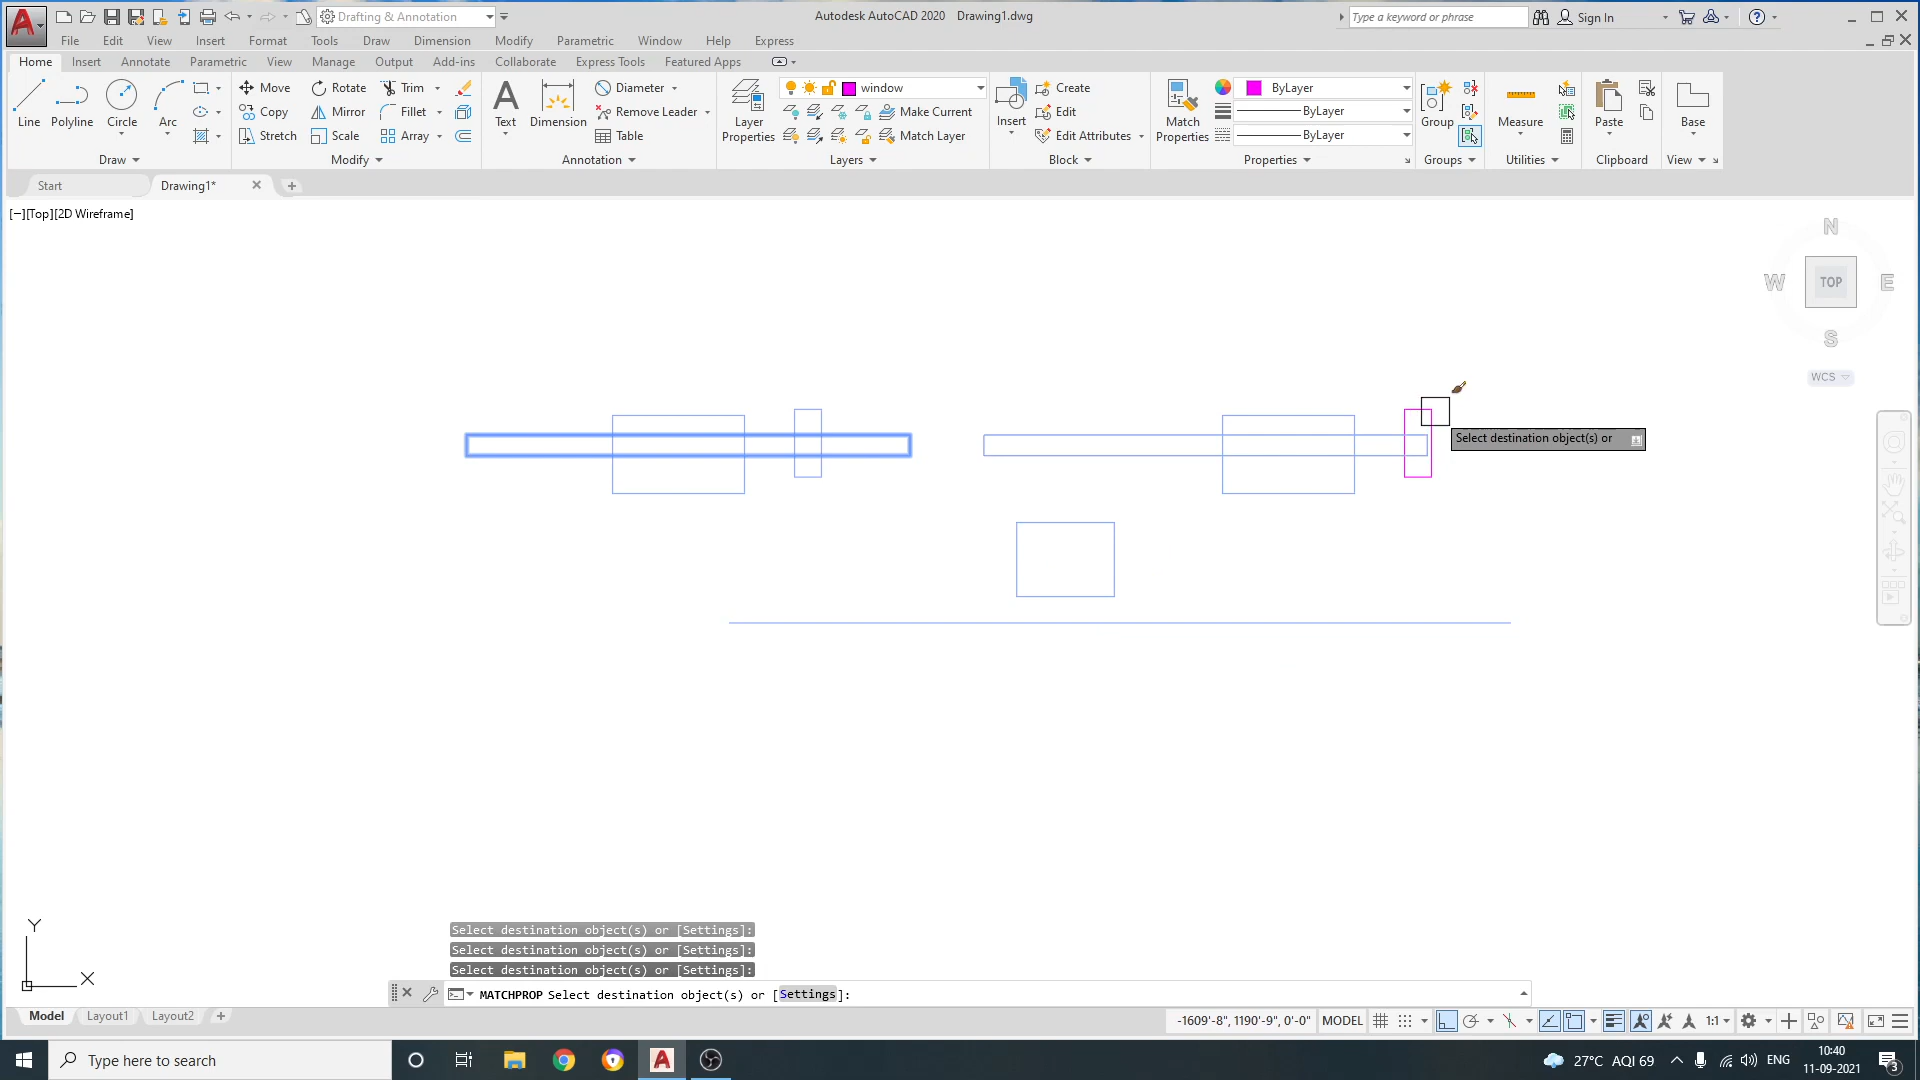 Drafting & Annotation
Autodesk AutoCAD 2020 Drawing1.dwg
Type a keyword or phrase
Sign In
File Edit View Insert Format Tools Draw Dimension Modify Parametric Window Help Express
Home Insert Annotate Parametric View Manage Output Add-ins Collaborate Express Tools Featured Apps
Line Polyline Circle Arc
Move Rotate Trim
Copy Mirror Fillet
Stretch Scale Array
Text Dimension
Diameter
Remove Leader
Table
Layer Properties
window
Make Current
Match Layer
Insert
Create
Edit
Edit Attributes
Match Properties
ByLayer
ByLayer
ByLayer
Group
Measure
Paste
Base
Draw Modify Annotation Layers Block Properties Groups Utilities Clipboard View
Start Drawing1*
[−][Top][2D Wireframe]
N
W TOP E
S
WCS
Select destination object(s) or
Y
X
Select destination object(s) or [Settings]:
Select destination object(s) or [Settings]:
Select destination object(s) or [Settings]:
MATCHPROP Select destination object(s) or [Settings]:
Model Layout1 Layout2
-1609'-8", 1190'-9", 0'-0" MODEL 1:1
Type here to search
27°C AQI 69 ENG
10:40
11-09-2021
3